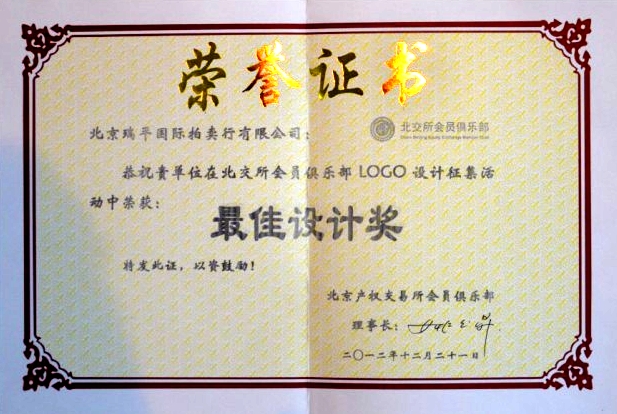 荣誉证书
北京瑞平国际拍卖行有限公司：
北交所会员俱乐部
恭祝贵单位在北交所会员俱乐部 LOGO 设计征集活
动中荣获：
最佳设计奖
特发此证，以资鼓励！
北京产权交易所会员俱乐部
理事长：
二〇一二年十二月二十一日